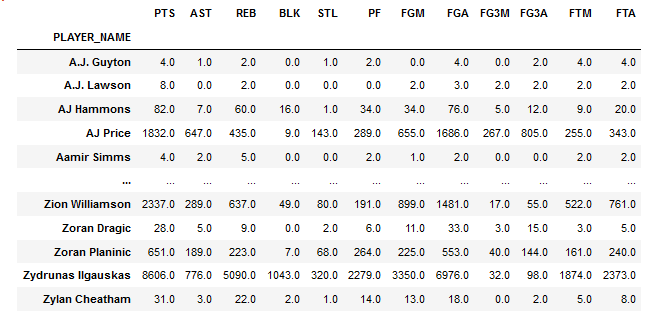 PTS AST REB BLK STL PF FGM FGA FG3M FG3A FTM FTA
PLAYER_NAME
A.J. Guyton 4.0 1.0 2.0 0.0 1.0 2.0 0.0 4.0 0.0 2.0 4.0 4.0
A.J. Lawson 8.0 0.0 2.0 0.0 0.0 0.0 2.0 3.0 2.0 2.0 2.0 2.0
AJ Hammons 82.0 7.0 60.0 16.0 1.0 34.0 34.0 76.0 5.0 12.0 9.0 20.0
AJ Price 1832.0 647.0 435.0 9.0 143.0 289.0 655.0 1686.0 267.0 805.0 255.0 343.0
Aamir Simms 4.0 2.0 5.0 0.0 0.0 2.0 1.0 2.0 0.0 0.0 2.0 2.0
... ... ... ... ... ... ... ... ... ... ... ... ...
Zion Williamson 2337.0 289.0 637.0 49.0 80.0 191.0 899.0 1481.0 17.0 55.0 522.0 761.0
Zoran Dragic 28.0 5.0 9.0 0.0 2.0 6.0 11.0 33.0 3.0 15.0 3.0 5.0
Zoran Planinic 651.0 189.0 223.0 7.0 68.0 264.0 225.0 553.0 40.0 144.0 161.0 240.0
Zydrunas Ilgauskas 8606.0 776.0 5090.0 1043.0 320.0 2279.0 3350.0 6976.0 32.0 98.0 1874.0 2373.0
Zylan Cheatham 31.0 3.0 22.0 2.0 1.0 14.0 13.0 18.0 0.0 2.0 5.0 8.0